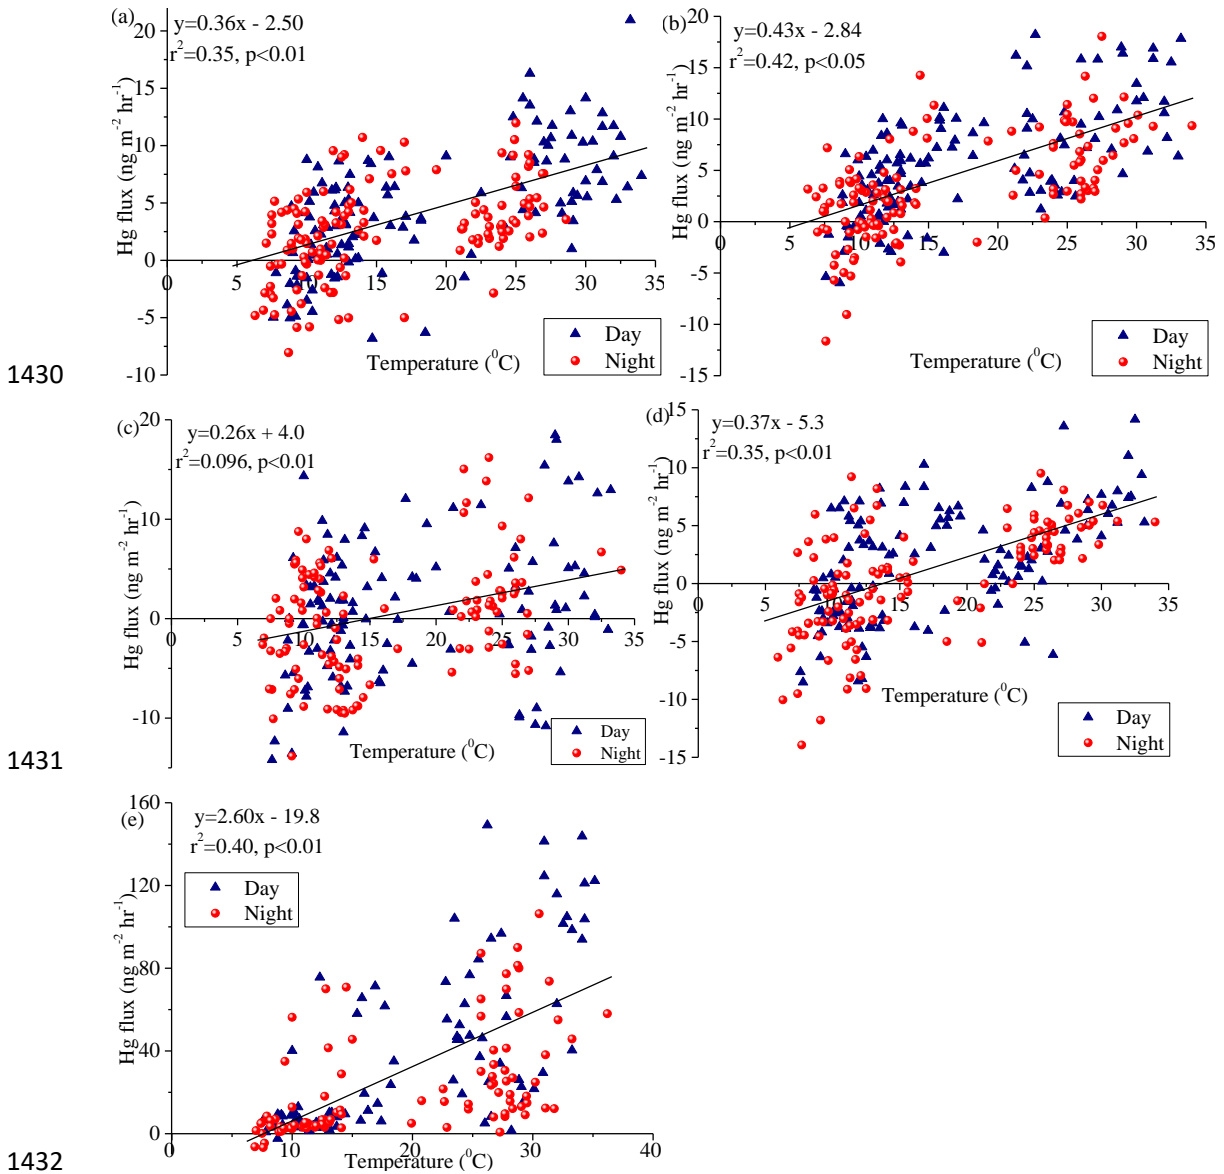 (a)
y=0.36x - 2.50
r²=0.35, p<0.01
Hg flux (ng m⁻² hr⁻¹)
20
15
10
5
0
-5
-10
0
5
10
15
20
25
30
35
Temperature (⁰C)
Day
Night
(b)
y=0.43x - 2.84
r²=0.42, p<0.05
Hg flux (ng m⁻² hr⁻¹)
20
15
10
5
0
-5
-10
-15
0
5
10
15
20
25
30
35
Temperature (⁰C)
Day
Night
1430
(c)
y=0.26x + 4.0
r²=0.096, p<0.01
Hg flux (ng m⁻² hr⁻¹)
20
10
0
-10
0
5
10
15
20
25
30
35
Temperature (⁰C)
Day
Night
(d)
y=0.37x - 5.3
r²=0.35, p<0.01
Hg flux (ng m⁻² hr⁻¹)
15
10
5
0
-5
-10
-15
0
5
10
15
20
25
30
35
Temperature (⁰C)
Day
Night
1431
(e)
y=2.60x - 19.8
r²=0.40, p<0.01
Day
Night
Hg flux (ng m⁻² hr⁻¹)
160
120
80
40
0
0
10
20
30
40
Temperature (⁰C)
1432